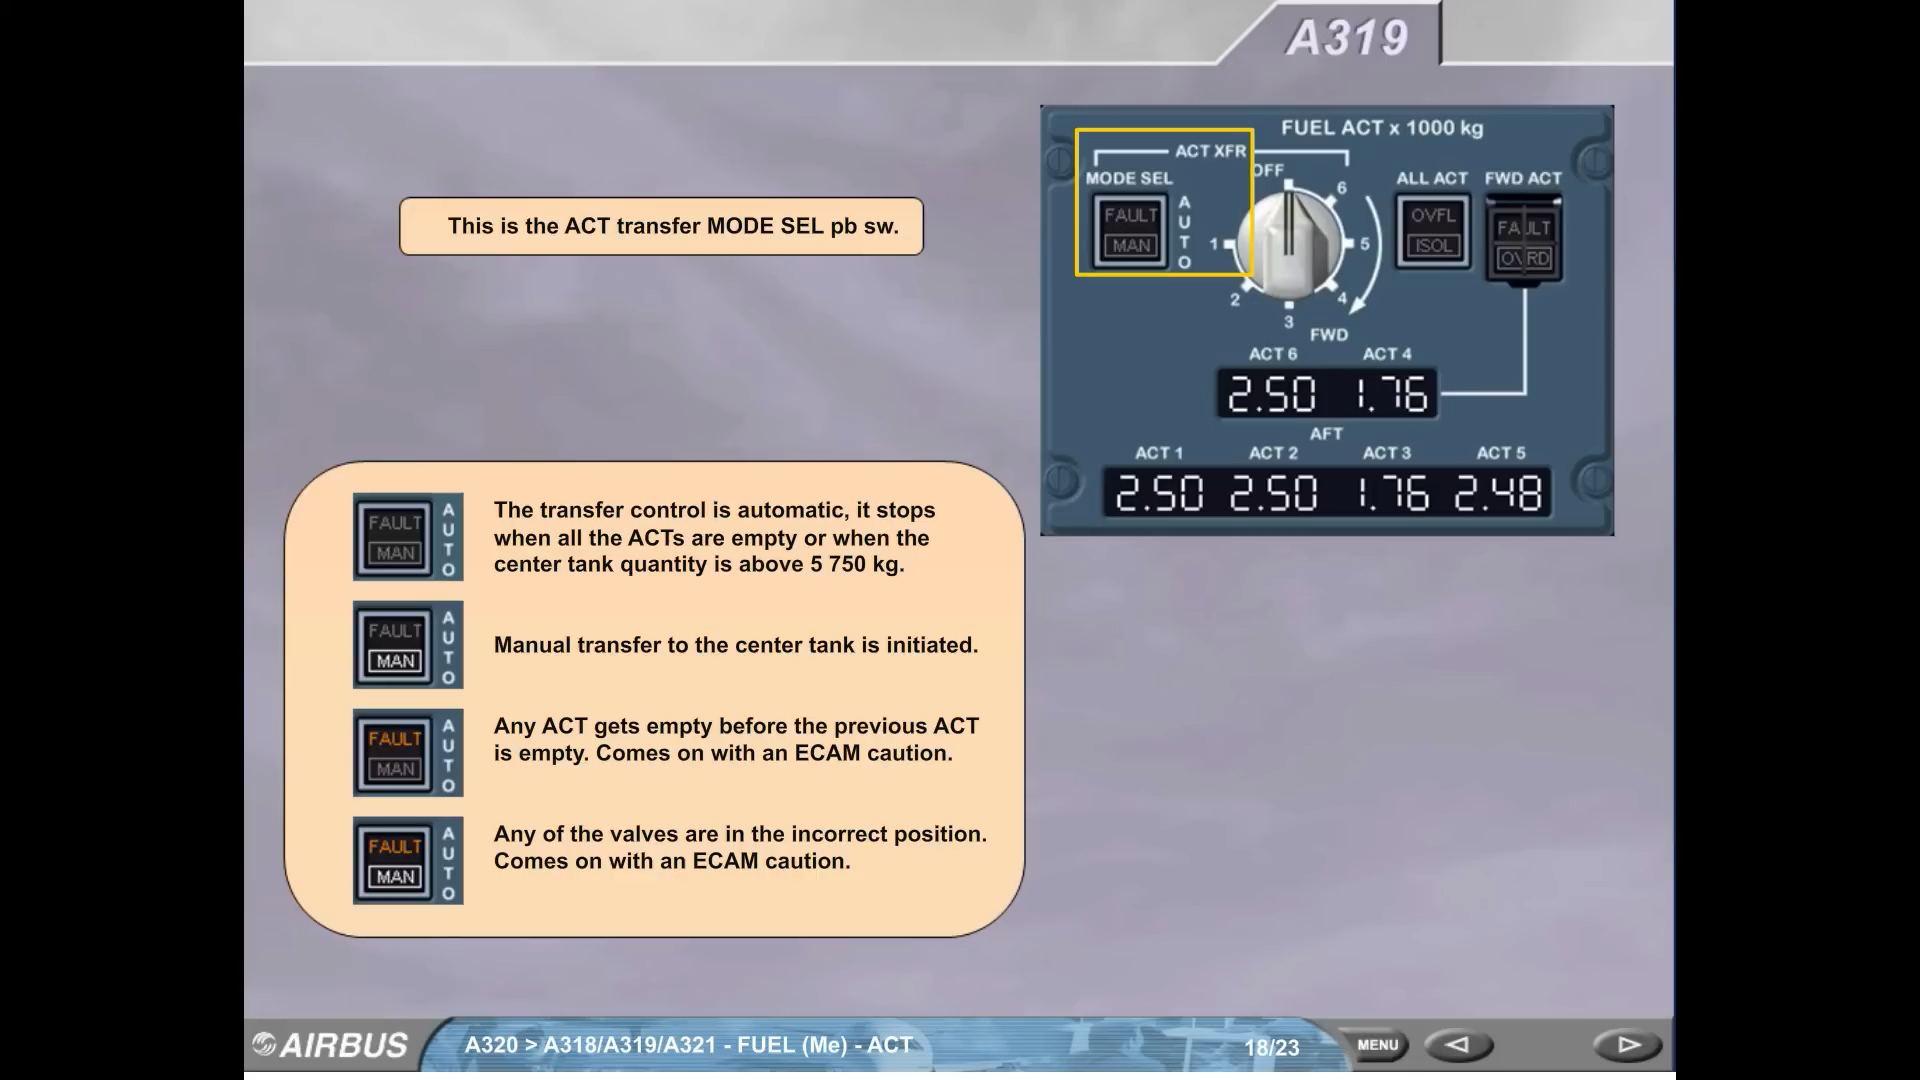 A319
FUEL ACT x 1000 kg
ACT XFR
OFF
MODE SEL
ALL ACT
FWD ACT
FAULT
MAN
AUTO
1
2
3
4
5
6
OVFL
ISOL
FAULT
OVRD
FWD
ACT 6
ACT 4
2.50
1.76
AFT
ACT 1
ACT 2
ACT 3
ACT 5
2.50
2.50
1.76
2.48
This is the ACT transfer MODE SEL pb sw.
FAULT
MAN
AUTO
The transfer control is automatic, it stops
when all the ACTs are empty or when the
center tank quantity is above 5 750 kg.
FAULT
MAN
AUTO
Manual transfer to the center tank is initiated.
FAULT
MAN
AUTO
Any ACT gets empty before the previous ACT
is empty. Comes on with an ECAM caution.
FAULT
MAN
AUTO
Any of the valves are in the incorrect position.
Comes on with an ECAM caution.
AIRBUS
A320 > A318/A319/A321 - FUEL (Me) - ACT
18/23
MENU